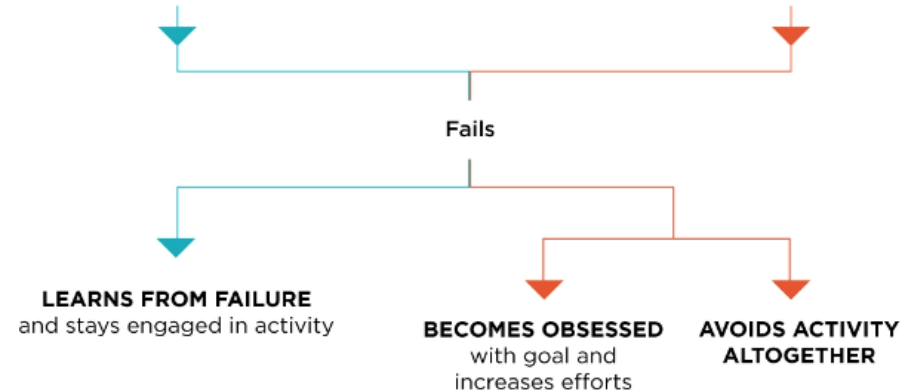 Fails
LEARNS FROM FAILURE
and stays engaged in activity
BECOMES OBSESSED
with goal and
increases efforts
AVOIDS ACTIVITY
ALTOGETHER